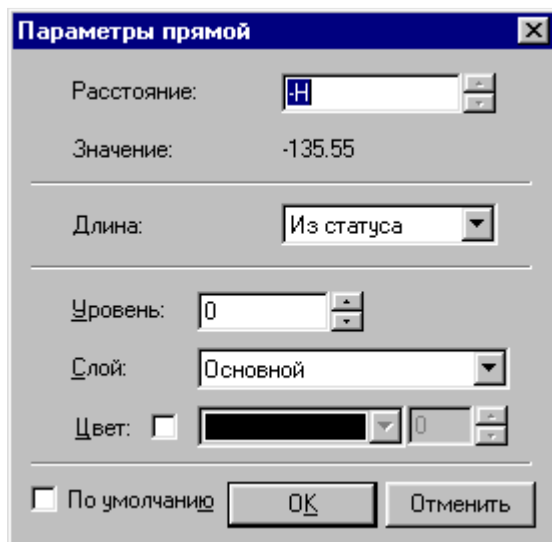 Параметры прямой
Расстояние: -H
Значение: -135.55
Длина: Из статуса
Уровень: 0
Слой: Основной
Цвет: 0
По умолчанию OK Отменить